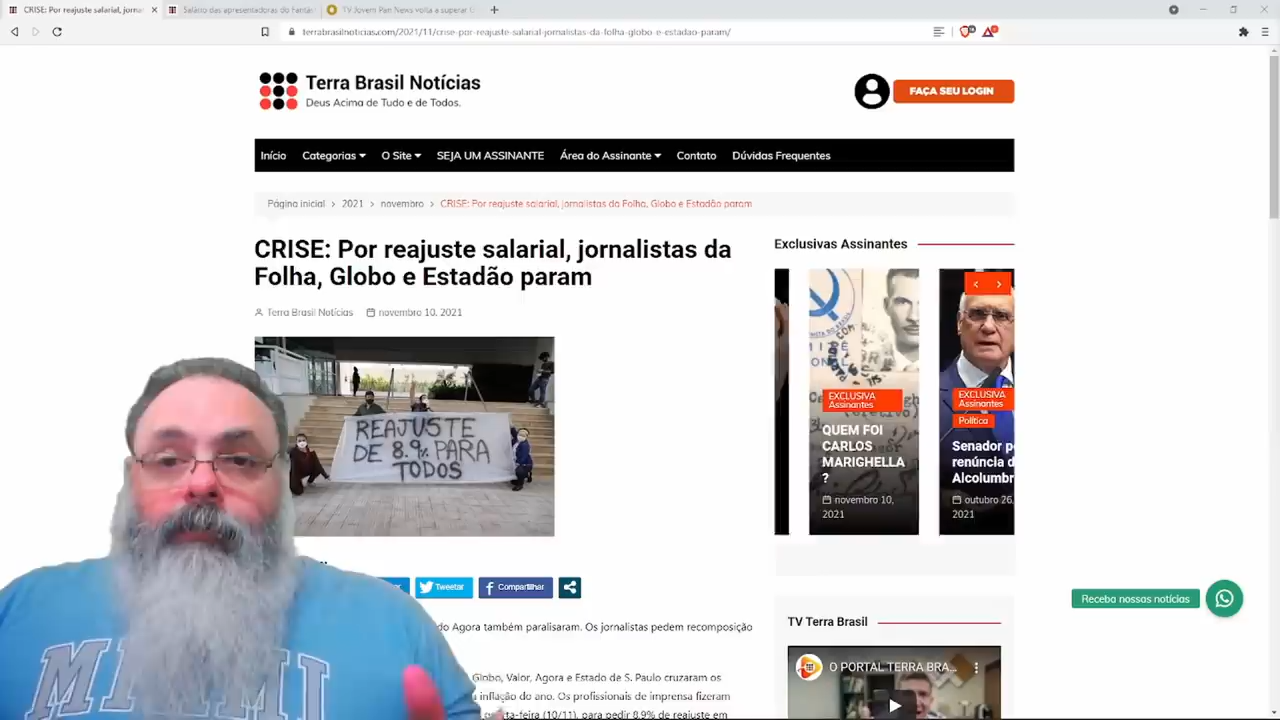 CRISE: Por reajuste salarial, jorna
Salário das apresentadoras do Fantás
TV Jovem Pan News volta a superar G
terrabrasilnoticias.com/2021/11/crise-por-reajuste-salarial-jornalistas-da-folha-globo-e-estadao-param/
Terra Brasil Notícias
Deus Acima de Tudo e de Todos.
FAÇA SEU LOGIN
Início Categorias O Site SEJA UM ASSINANTE Área do Assinante Contato Dúvidas Frequentes
Página inicial > 2021 > novembro > CRISE: Por reajuste salarial, jornalistas da Folha, Globo e Estadão param
CRISE: Por reajuste salarial, jornalistas da
Folha, Globo e Estadão param
Terra Brasil Notícias novembro 10, 2021
REAJUSTE
DE 8.9% PARA
TODOS
Tweetar Compartilhar
do Agora também paralisaram. Os jornalistas pedem recomposição
Globo, Valor, Agora e Estado de S. Paulo cruzaram os
inflação do ano. Os profissionais de imprensa fizeram
(10/11), para pedir 8,9% de reajuste em
MIAMI
Exclusivas Assinantes
EXCLUSIVA
Assinantes
QUEM FOI
CARLOS
MARIGHELLA
?
novembro 10,
2021
EXCLUSIVA
Assinantes
Política
Senador p
renúncia d
Alcolumbr
outubro 26,
2021
Receba nossas notícias
TV Terra Brasil
O PORTAL TERRA BRA...